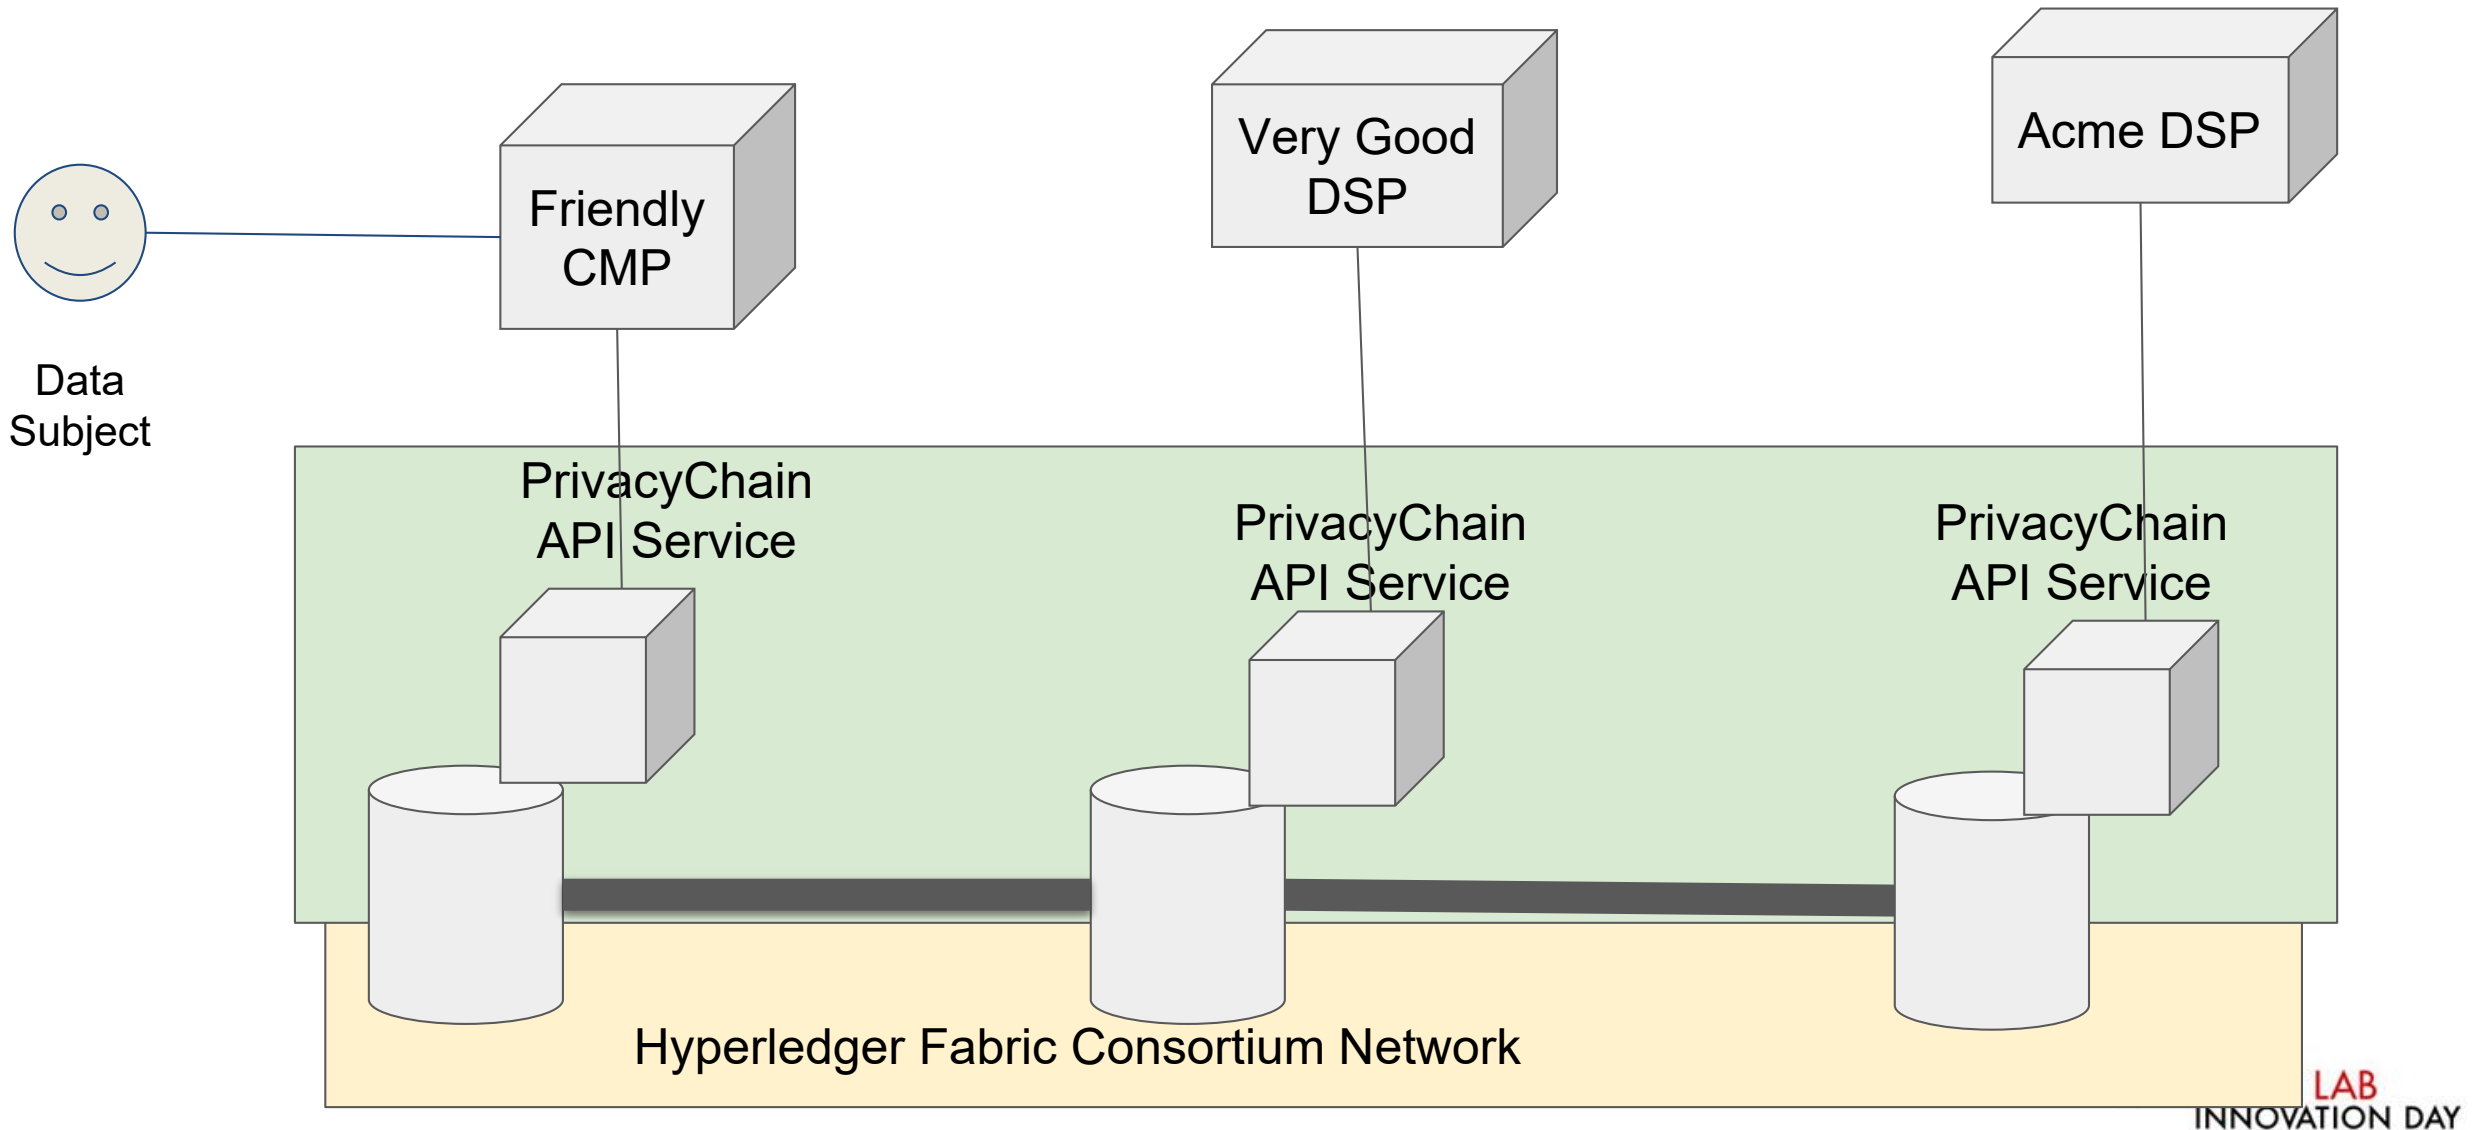 Friendly
CMP
Very Good
DSP
Acme DSP
Data
Subject
PrivacyChain
API Service
PrivacyChain
API Service
PrivacyChain
API Service
Hyperledger Fabric Consortium Network
LAB
INNOVATION DAY